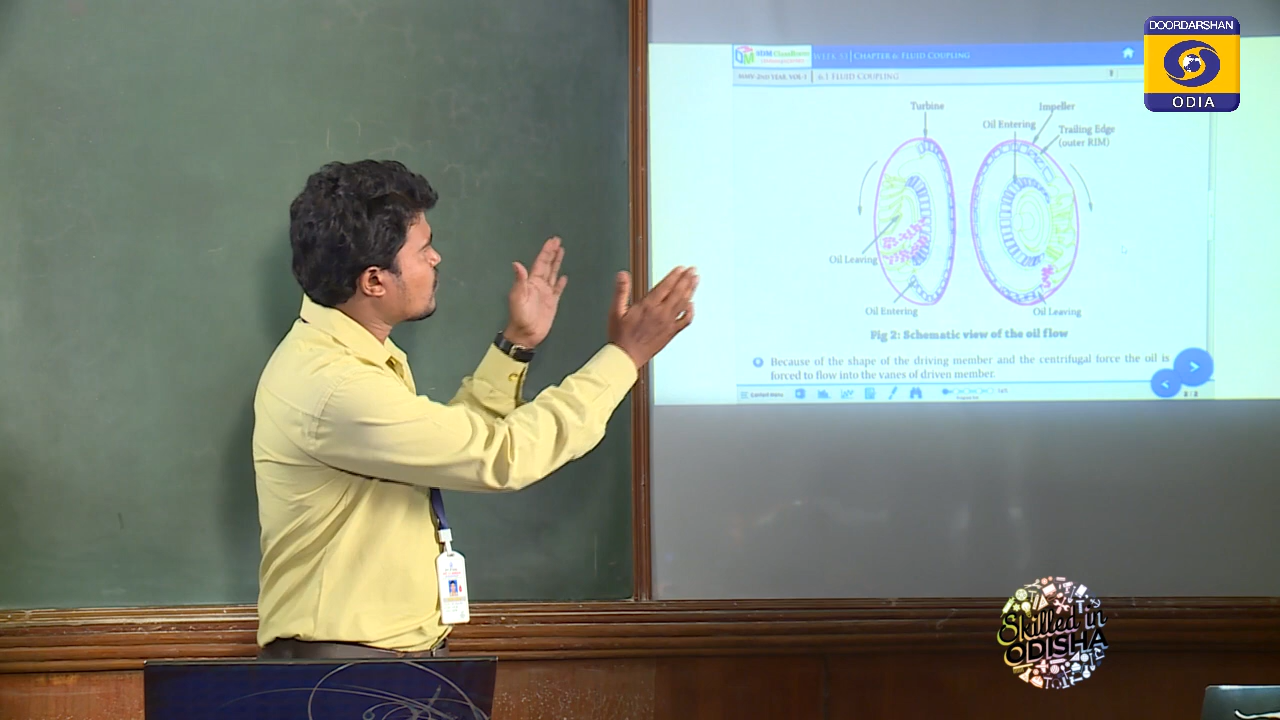 DOORDARSHAN
ODIA
CHAPTER 6: FLUID COUPLING
6.1 FLUID COUPLING
Turbine
Impeller
Oil Entering
Trailing Edge
(outer RIM)
Oil Leaving
Oil Entering
Oil Leaving
Fig 2: Schematic view of the oil flow
Because of the shape of the driving member and the centrifugal force the oil is
forced to flow into the vanes of driven member.
Content Menu
Skilled in
ODISHA